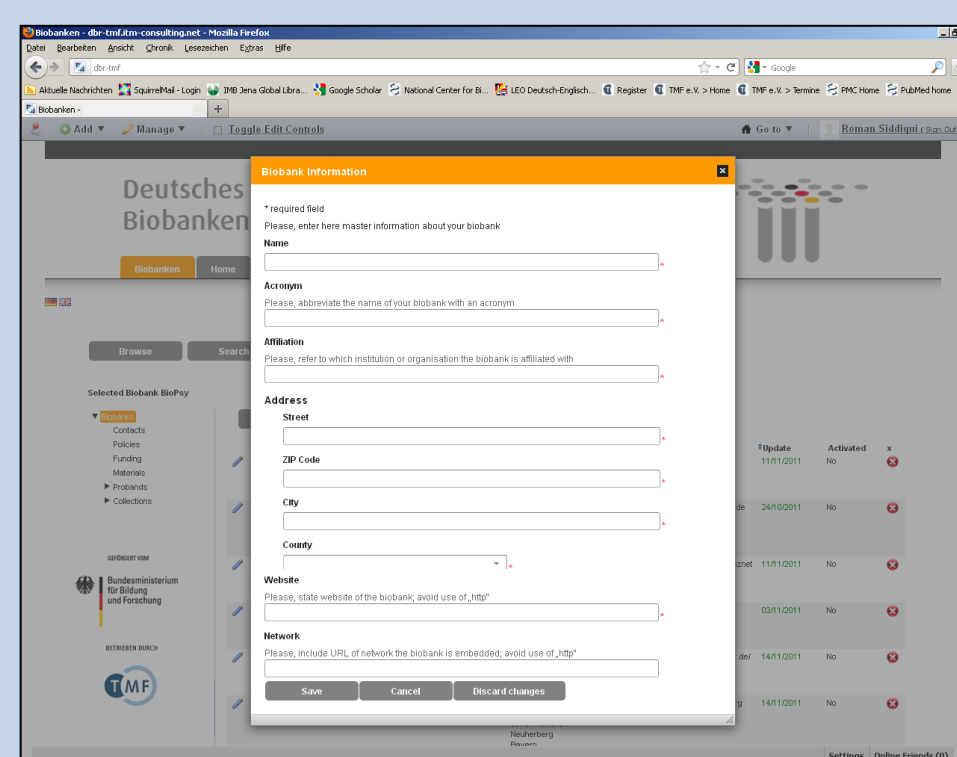 Biobanken - dbr-tmf.itm-consulting.net - Mozilla Firefox
Datei Bearbeiten Ansicht Chronik Lesezeichen Extras Hilfe
dbr-tmf
Google
Aktuelle Nachrichten SquirrelMail - Login IMB Jena Global Libra... Google Scholar National Center for Bi... LEO Deutsch-Englisch... Register TMF e.V. > Home TMF e.V. > Termine PMC Home PubMed home
Biobanken -
Add Manage Toggle Edit Controls Go to Roman Siddiqui (Sign Out
Deutsches
Biobanken
Biobanken Home
Browse Search
Selected Biobank BioPsy
Biobanks
Contacts
Policies
Funding
Materials
Probands
Collections
GEFÖRDERT VOM
Bundesministerium
für Bildung
und Forschung
BETRIEBEN DURCH
TMF
Biobank Information
* required field
Please, enter here master information about your biobank
Name
*
Acronym
Please, abbreviate the name of your biobank with an acronym
*
Affiliation
Please, refer to which institution or organisation the biobank is affiliated with
*
Address
Street
*
ZIP Code
*
City
*
County
*
Website
Please, state website of the biobank; avoid use of „http"
*
Network
Please, include URL of network the biobank is embedded; avoid use of „http"
Save Cancel Discard changes
Update Activated x
11/11/2011 No
de 24/10/2011 No
znet 11/11/2011 No
03/11/2011 No
.de/ 14/11/2011 No
rg 14/11/2011 No
Neuherberg
Bayern
Settings Online Friends (0)